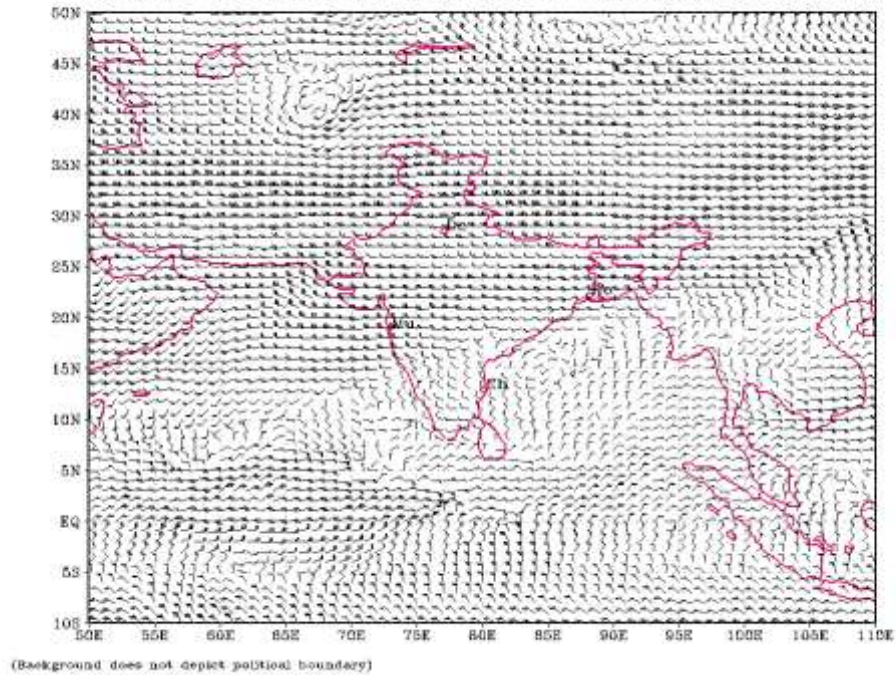 50N
45N
40N
35N
30N
25N
20N
15N
10N
5N
EQ
5S
10S
50E 55E 60E 65E 70E 75E 80E 85E 90E 95E 100E 105E 110E
(Background does not depict political boundary)